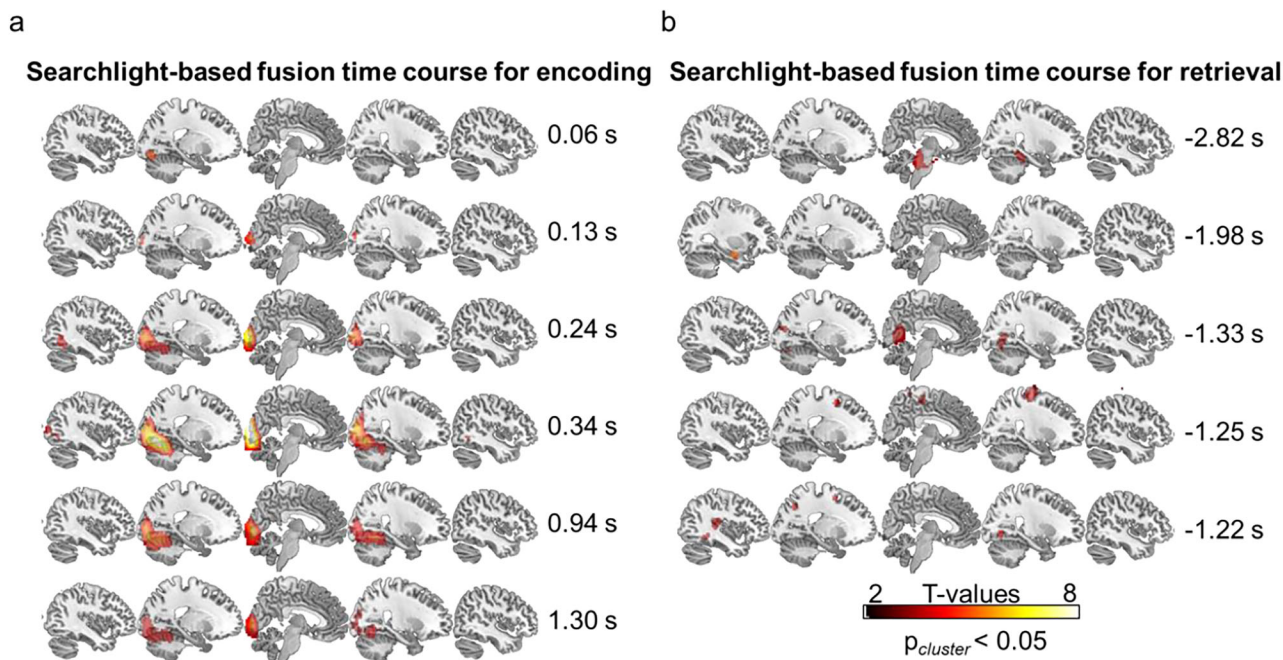 a
Searchlight-based fusion time course for encoding
0.06 s
0.13 s
0.24 s
0.34 s
0.94 s
1.30 s
b
Searchlight-based fusion time course for retrieval
-2.82 s
-1.98 s
-1.33 s
-1.25 s
-1.22 s
2 T-values 8
pcluster < 0.05